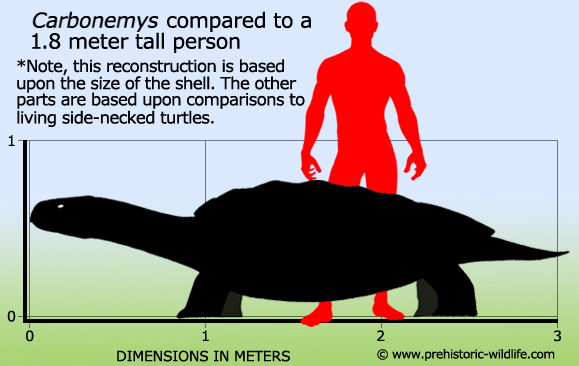 Carbonemys compared to a
1.8 meter tall person
*Note, this reconstruction is based
upon the size of the shell. The other
parts are based upon comparisons to
living side-necked turtles.
1
0
0 1 2 3
DIMENSIONS IN METERS
© www.prehistoric-wildlife.com